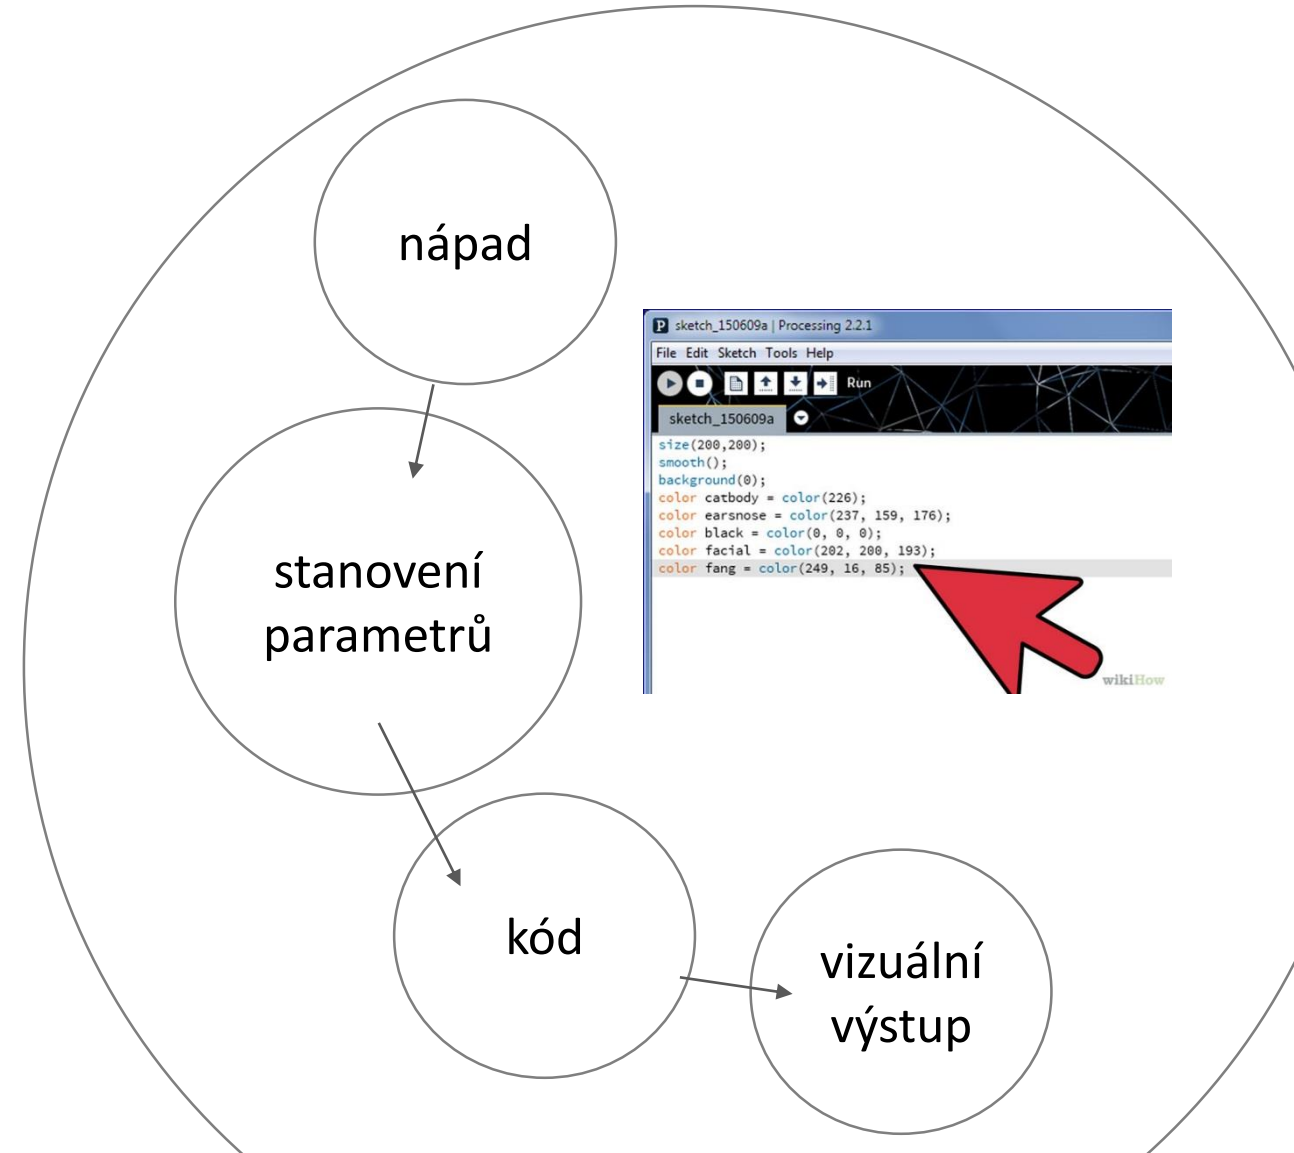 nápad
sketch_150609a | Processing 2.2.1
File Edit Sketch Tools Help
Run
sketch_150609a
size(200,200);
smooth();
background(0);
color catbody = color(226);
color earsnose = color(237, 159, 176);
color black = color(0, 0, 0);
color facial = color(202, 200, 193);
color fang = color(249, 16, 85);
wikiHow
stanovení
parametrů
kód
vizuální
výstup